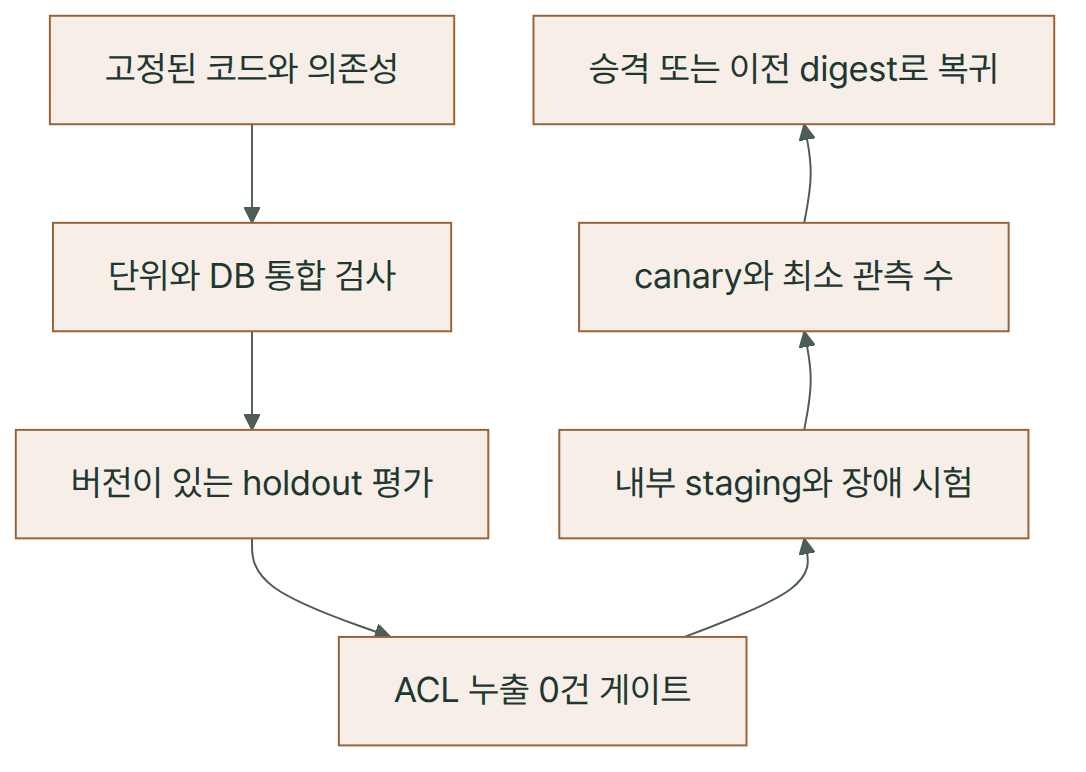 고정된 코드와 의존성
단위와 DB 통합 검사
버전이 있는 holdout 평가
ACL 누출 0건 게이트
내부 staging와 장애 시험
canary와 최소 관측 수
승격 또는 이전 digest로 복귀